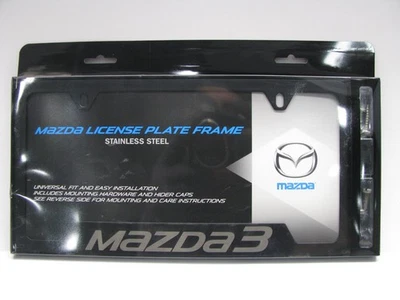 mazda LICENSE PLATE FRAME
STAINLESS STEEL
mazda
UNIVERSAL FIT AND EASY INSTALLATION
INCLUDES MOUNTING HARDWARE AND HIDER CAPS
SEE REVERSE SIDE FOR MOUNTING AND CARE INSTRUCTIONS
mazda3